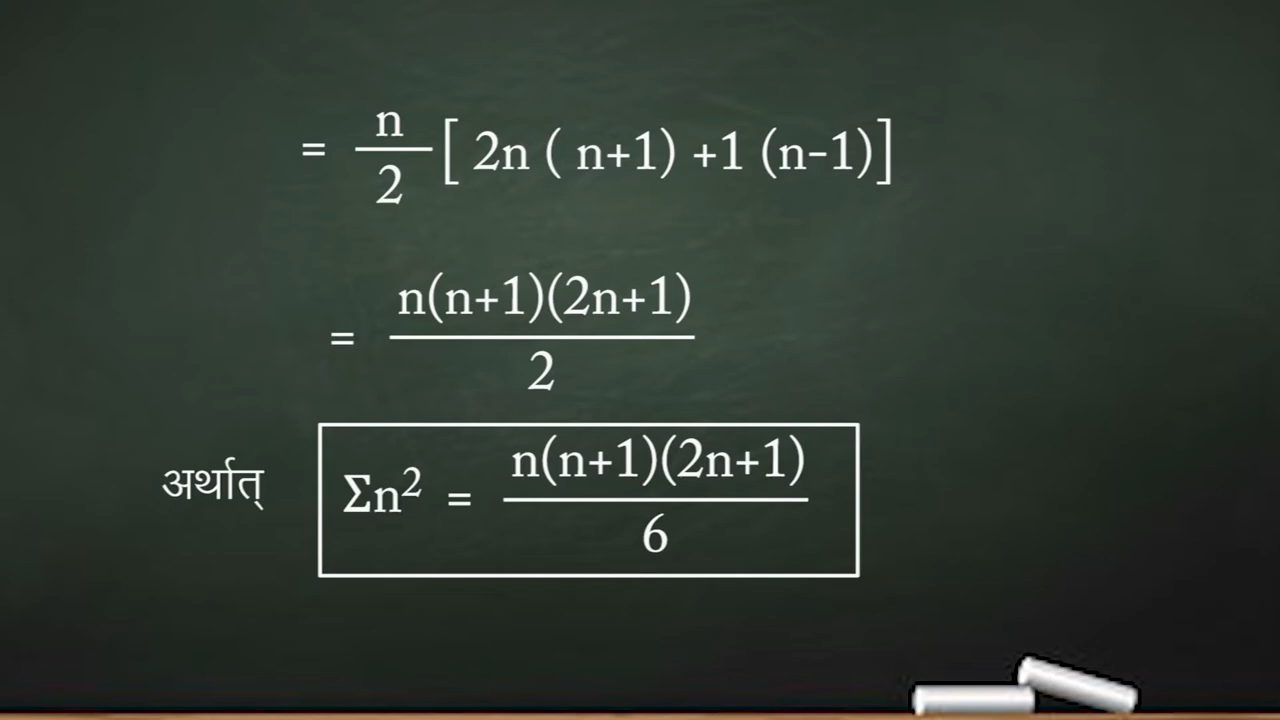 = n/2 [ 2n ( n+1) +1 (n-1)]
= n(n+1)(2n+1)/2
अर्थात् Σn² = n(n+1)(2n+1)/6